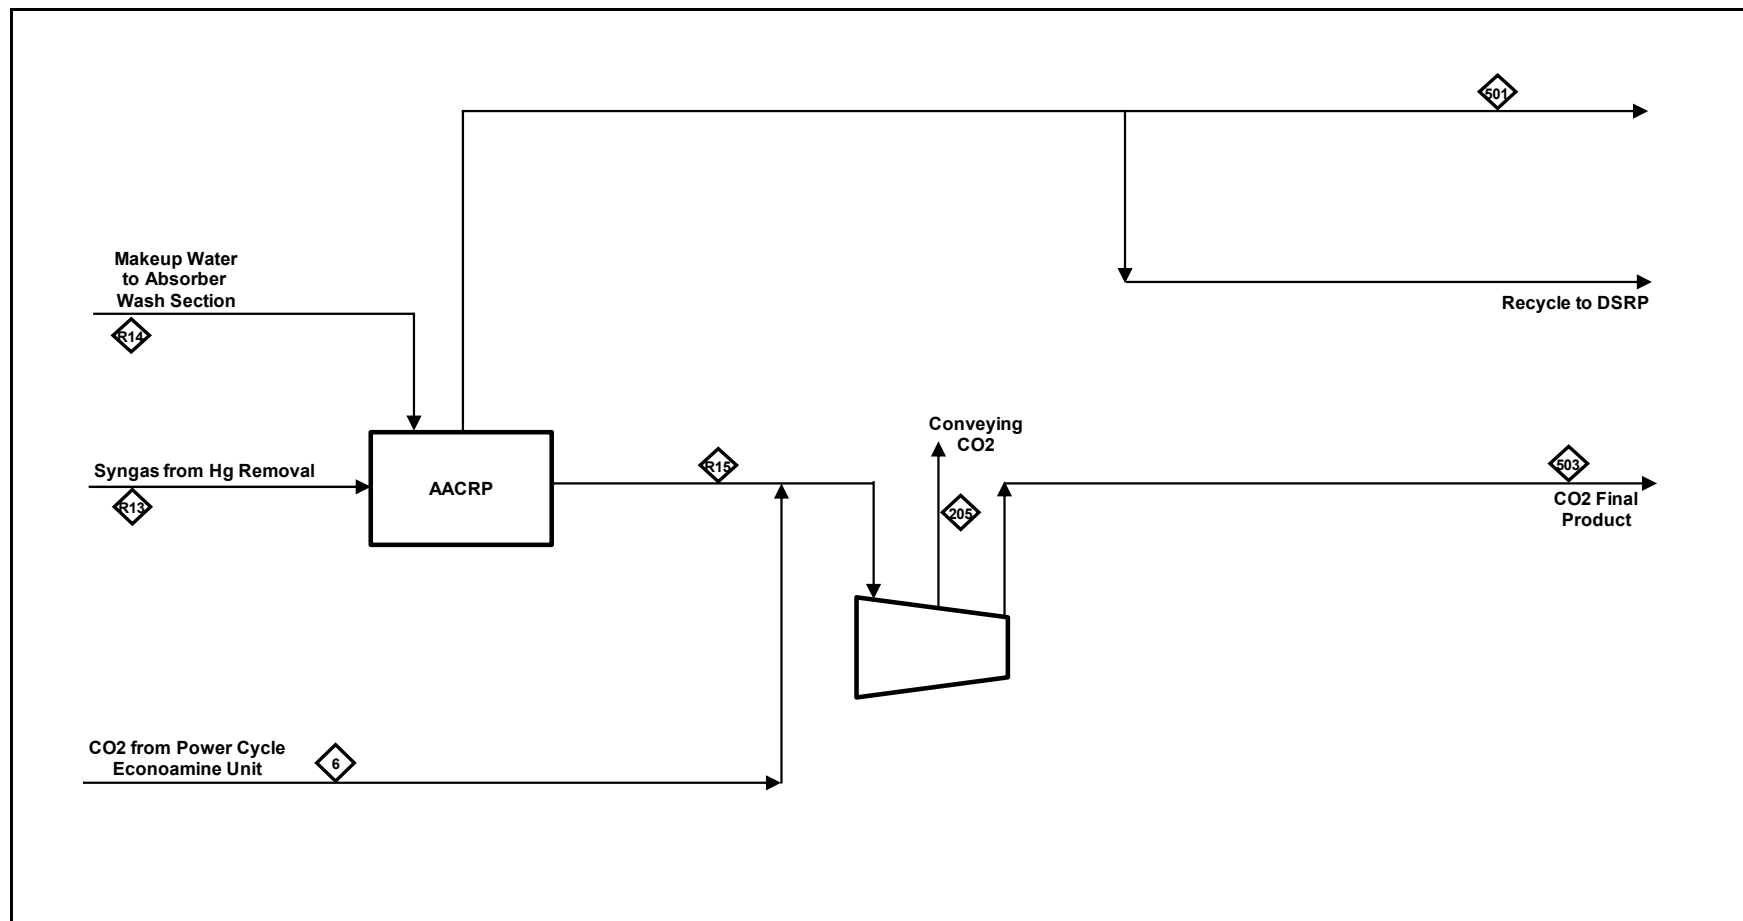 501
Makeup Water
to Absorber
Wash Section
Recycle to DSRP
R14
Conveying
CO2
Syngas from Hg Removal
R15
503
AACRP
R13
205
CO2 Final
Product
CO2 from Power Cycle
Econoamine Unit
6